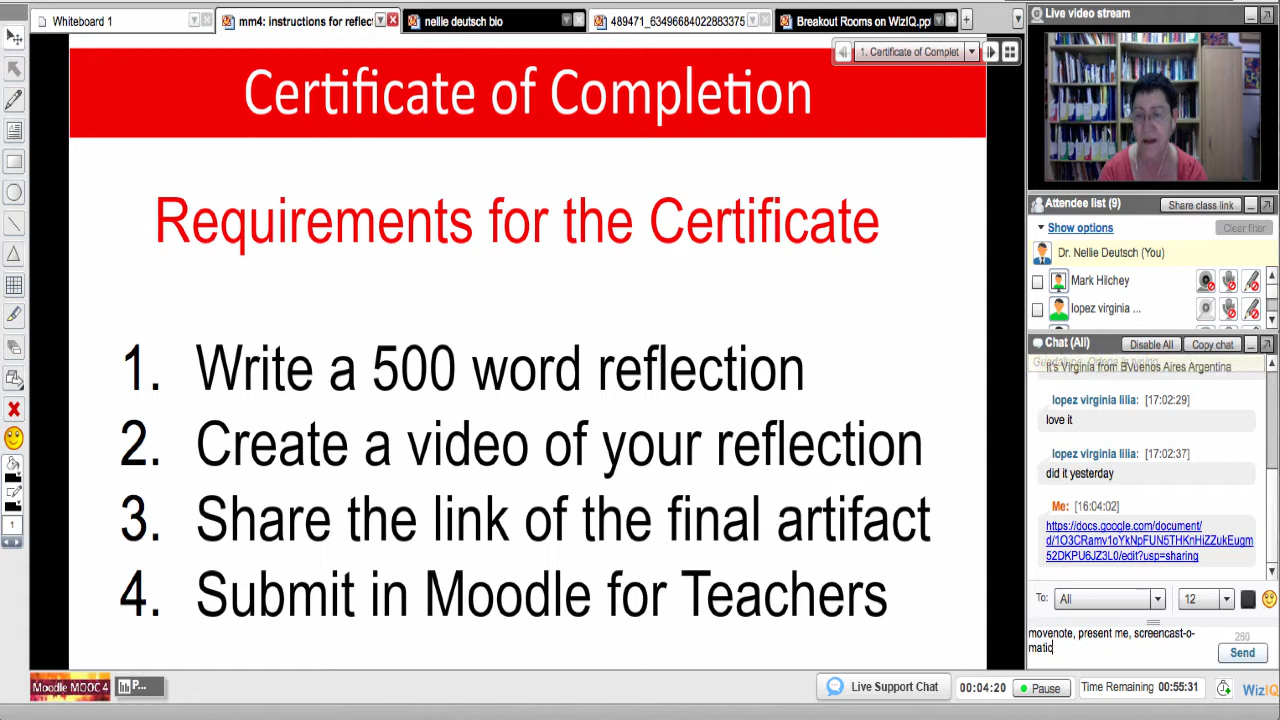 Whiteboard 1
mm4: instructions for reflect
nellie deutsch bio
489471_63496684022883375
Breakout Rooms on WizIQ.pp
1. Certificate of Complet
Certificate of Completion
Requirements for the Certificate
1. Write a 500 word reflection
2. Create a video of your reflection
3. Share the link of the final artifact
4. Submit in Moodle for Teachers
Live video stream
Attendee list (9)
Share class link
Show options
Clear filter
Dr. Nellie Deutsch (You)
Mark Hilchey
lopez virginia ...
Chat (All)
Disable All
Copy chat
It's Virginia from BVuenos Aires Argentina
lopez virginia lilia: [17:02:29]
love it
lopez virginia lilia: [17:02:37]
did it yesterday
Me: [16:04:02]
https://docs.google.com/document/
d/1O3CRamv1oYkNpFUN5THKnHiZZukEugm
52DKPU6JZ3L0/edit?usp=sharing
To: All
12
movenote, present me, screencast-o-
matic
260
Send
1
Moodle MOOC 4
P...
Live Support Chat
00:04:20
Pause
Time Remaining 00:55:31
WizIQ